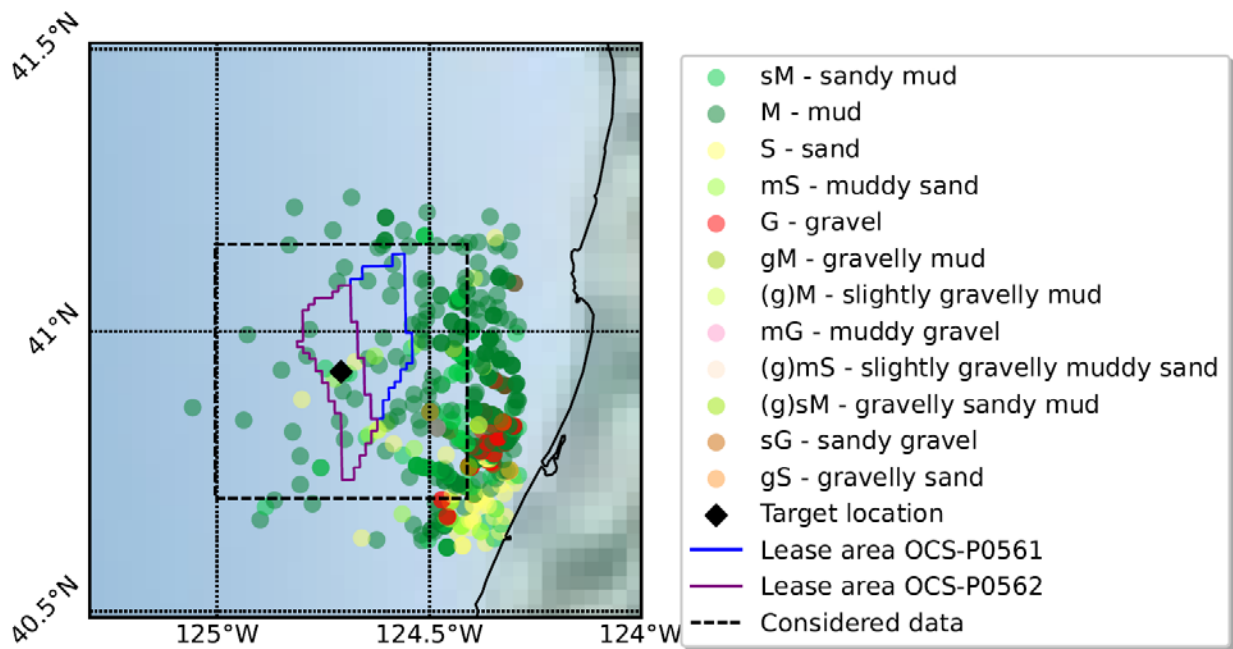 41.5°N
41°N
40.5°N
125°W
124.5°W
124°W
sM - sandy mud
M - mud
S - sand
mS - muddy sand
G - gravel
gM - gravelly mud
(g)M - slightly gravelly mud
mG - muddy gravel
(g)mS - slightly gravelly muddy sand
(g)sM - gravelly sandy mud
sG - sandy gravel
gS - gravelly sand
Target location
Lease area OCS-P0561
Lease area OCS-P0562
Considered data